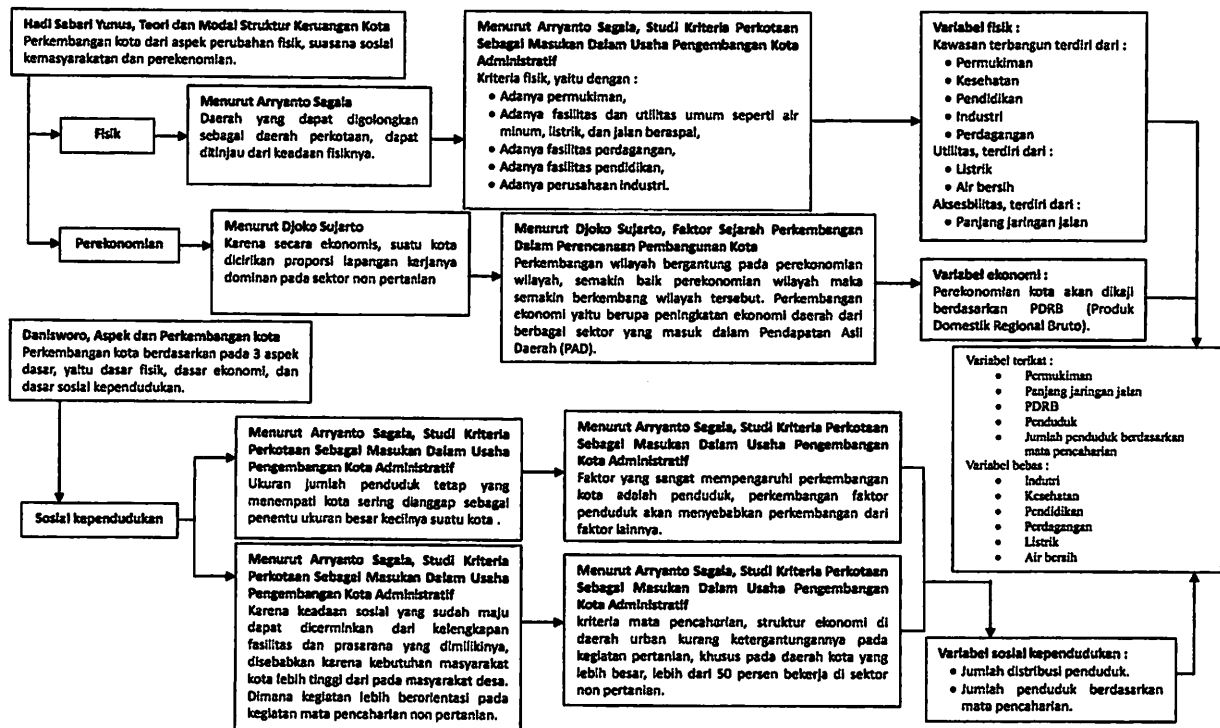 Hadi Sabari Yunus, Teori dan Modal Struktur Keruangan Kota
Perkembangan kota dari aspek perubahan fisik, suasana sosial
kemasyarakatan dan perekenomian.
Fisik
Menurut Arryanto Sagala
Daerah yang dapat digolongkan
sebagai daerah perkotaan, dapat
ditinjau dari keadaan fisiknya.
Menurut Arryanto Sagala, Studi Kriteria Perkotaan
Sebagai Masukan Dalam Usaha Pengembangan Kota
Administratif
Kriteria fisik, yaitu dengan :
• Adanya permukiman,
• Adanya fasilitas dan utilitas umum seperti air
minum, listrik, dan jalan beraspal,
• Adanya fasilitas perdagangan,
• Adanya fasilitas pendidikan,
• Adanya perusahaan industri.
Variabel fisik :
Kawasan terbangun terdiri dari :
• Permukiman
• Kesehatan
• Pendidikan
• Industri
• Perdagangan
Utilitas, terdiri dari :
• Listrik
• Air bersih
Aksesbilitas, terdiri dari :
• Panjang jaringan jalan
Perekonomian
Menurut Djoko Sujarto
Karena secara ekonomis, suatu kota
dicirikan proporsi lapangan kerjanya
dominan pada sektor non pertanian
Menurut Djoko Sujarto, Faktor Sejarah Perkembangan
Dalam Perencanaan Pembangunan Kota
Perkembangan wilayah bergantung pada perekonomian
wilayah, semakin baik perekonomian wilayah maka
semakin berkembang wilayah tersebut. Perkembangan
ekonomi yaitu berupa peningkatan ekonomi daerah dari
berbagai sektor yang masuk dalam Pendapatan Asli
Daerah (PAD).
Variabel ekonomi :
Perekonomian kota akan dikaji
berdasarkan PDRB (Produk
Domestik Regional Bruto).
Danisworo, Aspek dan Perkembangan kota
Perkembangan kota berdasarkan pada 3 aspek
dasar, yaitu dasar fisik, dasar ekonomi, dan
dasar sosial kependudukan.
Variabel terikat :
• Permukiman
• Panjang jaringan jalan
• PDRB
• Penduduk
• Jumlah penduduk berdasarkan
mata pencaharian
Variabel bebas :
• Indutri
• Kesehatan
• Pendidikan
• Perdagangan
• Listrik
• Air bersih
Sosial kependudukan
Menurut Arryanto Sagala, Studi Kriteria
Perkotaan Sebagai Masukan Dalam Usaha
Pengembangan Kota Administratif
Ukuran jumlah penduduk tetap yang
menempati kota sering dianggap sebagai
penentu ukuran besar kecilnya suatu kota .
Menurut Arryanto Sagala, Studi Kriteria Perkotaan
Sebagai Masukan Dalam Usaha Pengembangan
Kota Administratif
Faktor yang sangat mempengaruhi perkembangan
kota adalah penduduk, perkembangan faktor
penduduk akan menyebabkan perkembangan dari
faktor lainnya.
Menurut Arryanto Sagala, Studi Kriteria
Perkotaan Sebagai Masukan Dalam Usaha
Pengembangan Kota Administratif
Karena keadaan sosial yang sudah maju
dapat dicerminkan dari kelengkapan
fasilitas dan prasarana yang dimilikinya,
disebabkan karena kebutuhan masyarakat
kota lebih tinggi dari pada masyarakat desa.
Dimana kegiatan lebih berorientasi pada
kegiatan mata pencaharian non pertanian.
Menurut Arryanto Sagala, Studi Kriteria Perkotaan
Sebagai Masukan Dalam Usaha Pengembangan
Kota Administratif
kriteria mata pencaharian, struktur ekonomi di
daerah urban kurang ketergantungannya pada
kegiatan pertanian, khusus pada daerah kota yang
lebih besar, lebih dari 50 persen bekerja di sektor
non pertanian.
Variabel sosial kependudukan :
• Jumlah distribusi penduduk.
• Jumlah penduduk berdasarkan
mata pencaharian.